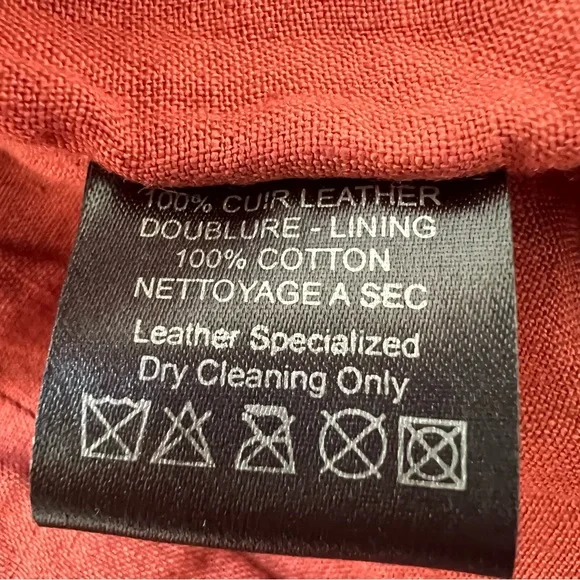 100% CUIR LEATHER
DOUBLURE - LINING
100% COTTON
NETTOYAGE A SEC
Leather Specialized
Dry Cleaning Only